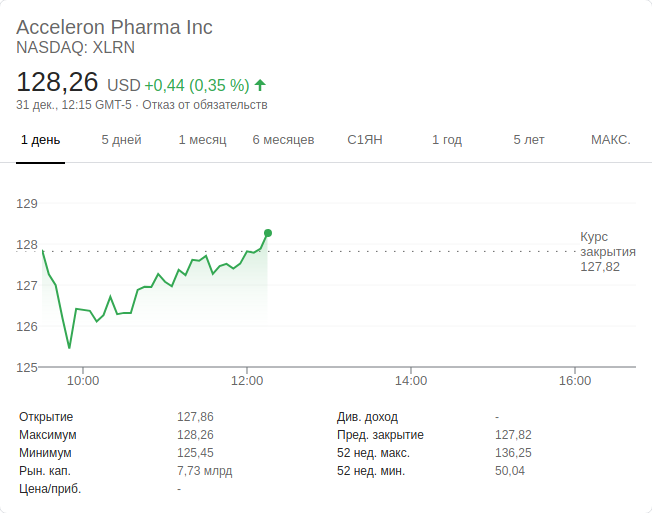 Acceleron Pharma Inc
NASDAQ: XLRN
128,26 USD +0,44 (0,35 %)
31 дек., 12:15 GMT-5 · Отказ от обязательств
1 день 5 дней 1 месяц 6 месяцев С1ЯН 1 год 5 лет МАКС.
129
128
127
126
125
Курс
закрытия
127,82
10:00 12:00 14:00 16:00
Открытие 127,86 Див. доход -
Максимум 128,26 Пред. закрытие 127,82
Минимум 125,45 52 нед. макс. 136,25
Рын. кап. 7,73 млрд 52 нед. мин. 50,04
Цена/приб. -